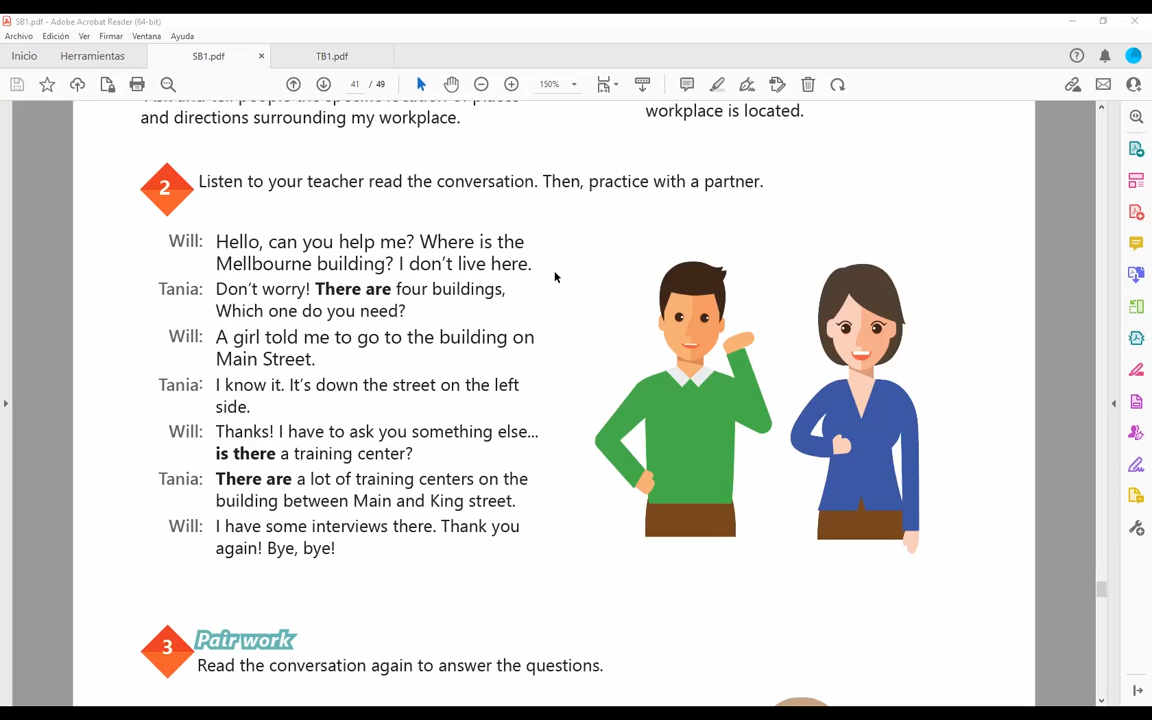 SB1.pdf - Adobe Acrobat Reader (64-bit)
Archivo Edición Ver Firmar Ventana Ayuda
Inicio Herramientas SB1.pdf × TB1.pdf
41 / 49 150%
and directions surrounding my workplace.
workplace is located.
2 Listen to your teacher read the conversation. Then, practice with a partner.
Will: Hello, can you help me? Where is the
Mellbourne building? I don't live here.
Tania: Don't worry! There are four buildings,
Which one do you need?
Will: A girl told me to go to the building on
Main Street.
Tania: I know it. It's down the street on the left
side.
Will: Thanks! I have to ask you something else...
is there a training center?
Tania: There are a lot of training centers on the
building between Main and King street.
Will: I have some interviews there. Thank you
again! Bye, bye!
3 Pair work
Read the conversation again to answer the questions.